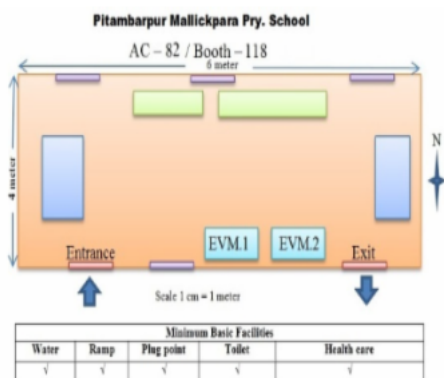 Pitambarpur Mallickpara Pry. School
AC – 82 / Booth – 118
6 meter
4 meter
N
EVM.1 EVM.2
Entrance Exit
Scale 1 cm = 1 meter
Minimum Basic Facilities
Water Ramp Plug point Toilet Health care
√ √ √ √ √